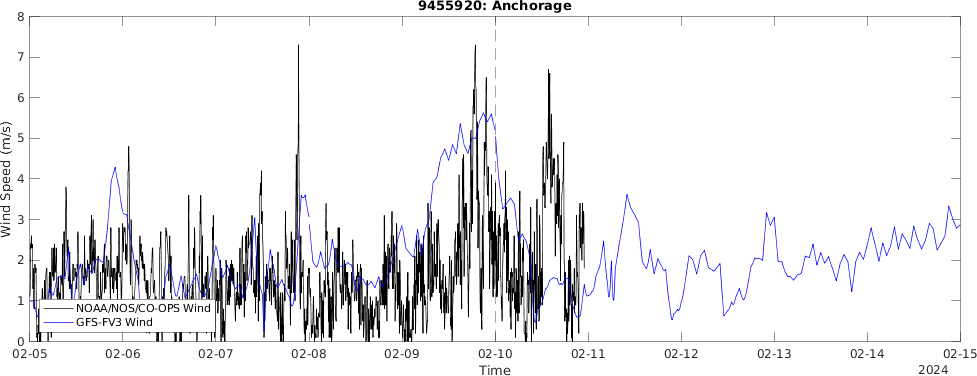 9455920: Anchorage
8
7
6
5
4
3
2
1
0
Wind Speed (m/s)
NOAA/NOS/CO-OPS Wind
GFS-FV3 Wind
02-05 02-06 02-07 02-08 02-09 02-10 02-11 02-12 02-13 02-14 02-15
Time
2024